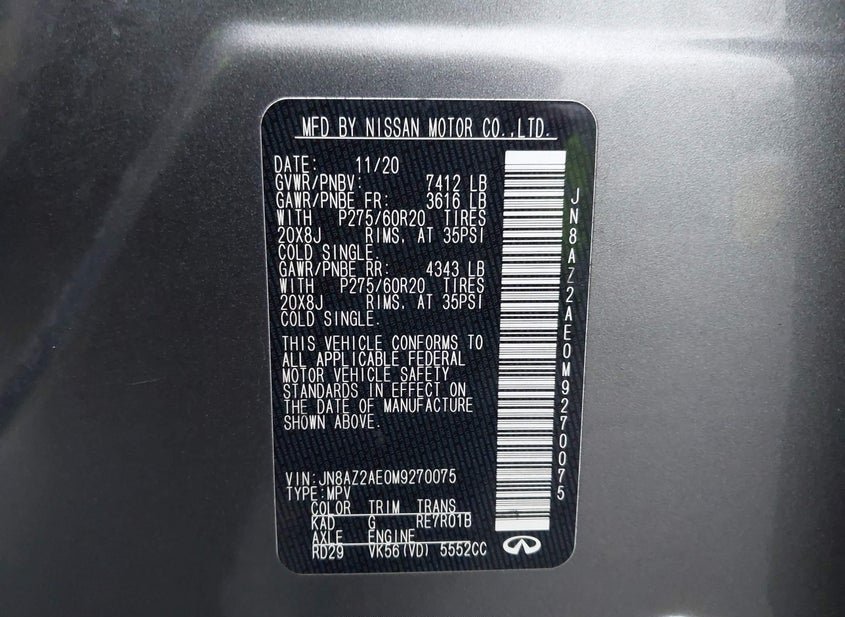 MFD BY NISSAN MOTOR CO.,LTD.
DATE: 11/20
GVWR/PNBV: 7412 LB
GAWR/PNBE FR: 3616 LB
WITH P275/60R20 TIRES
20X8J RIMS, AT 35PSI
COLD SINGLE.
GAWR/PNBE RR: 4343 LB
WITH P275/60R20 TIRES
20X8J RIMS, AT 35PSI
COLD SINGLE.
THIS VEHICLE CONFORMS TO
ALL APPLICABLE FEDERAL
MOTOR VEHICLE SAFETY
STANDARDS IN EFFECT ON
THE DATE OF MANUFACTURE
SHOWN ABOVE.
VIN:JN8AZ2AE0M9270075
TYPE:MPV
COLOR TRIM TRANS
KAD G RE7R01B
AXLE ENGINE
RD29 VK56(VD) 5552CC
JN8AZ2AE0M9270075